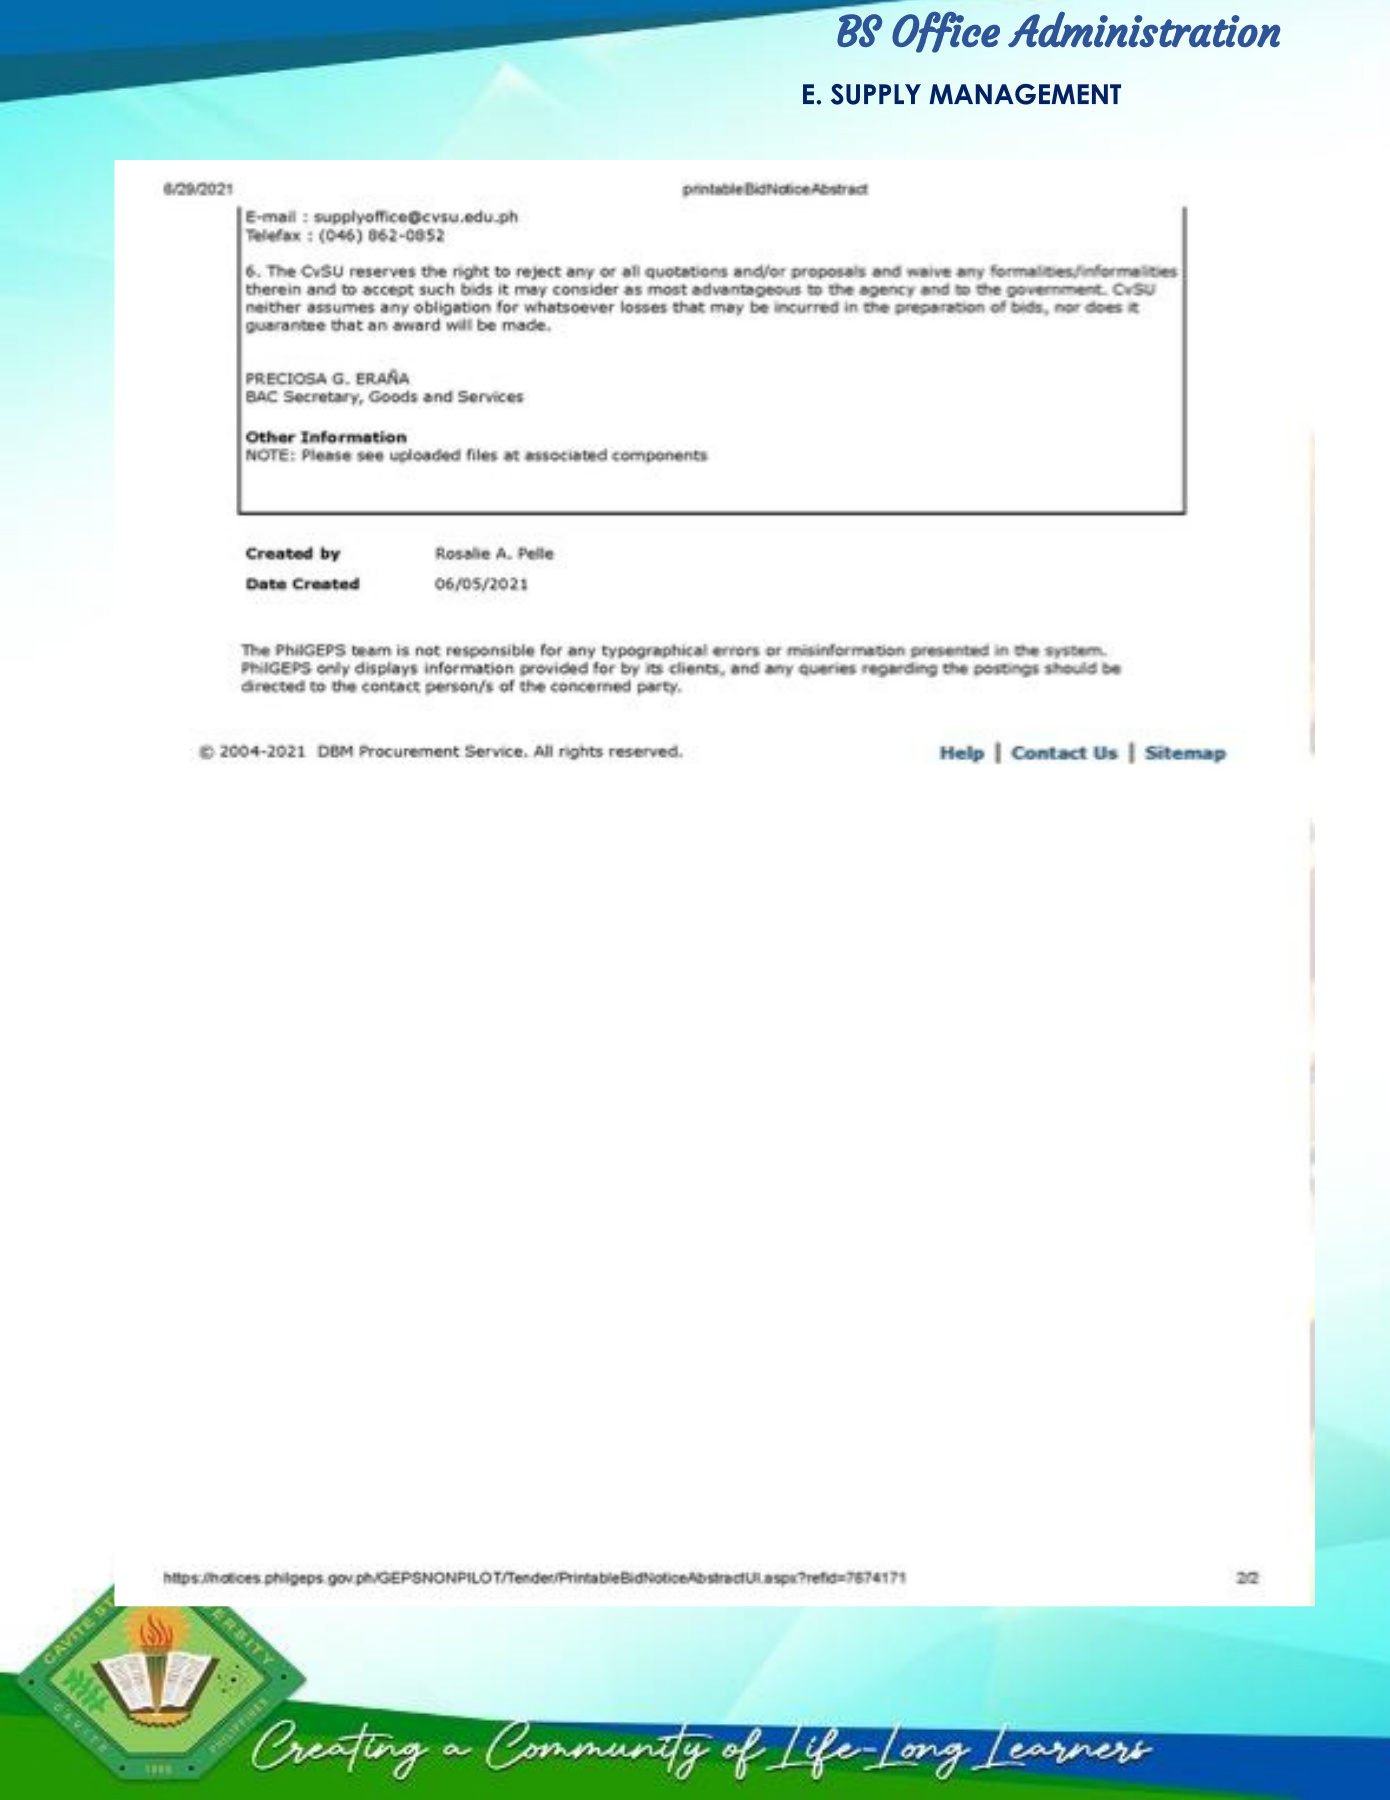 BS Office Administration
E. SUPPLY MANAGEMENT
6/29/2021 printableBidNoticeAbstract
E-mail : supplyoffice@cvsu.edu.ph
Telefax : (046) 862-0852
6. The CvSU reserves the right to reject any or all quotations and/or proposals and waive any formalities/informalities
therein and to accept such bids it may consider as most advantageous to the agency and to the government. CvSU
neither assumes any obligation for whatsoever losses that may be incurred in the preparation of bids, nor does it
guarantee that an award will be made.
PRECIOSA G. ERAÑA
BAC Secretary, Goods and Services
Other Information
NOTE: Please see uploaded files at associated components
Created by Rosalie A. Pelle
Date Created 06/05/2021
The PhilGEPS team is not responsible for any typographical errors or misinformation presented in the system.
PhilGEPS only displays information provided for by its clients, and any queries regarding the postings should be
directed to the contact person/s of the concerned party.
© 2004-2021 DBM Procurement Service. All rights reserved.
Help | Contact Us | Sitemap
https://notices.philgeps.gov.ph/GEPSNONPILOT/Tender/PrintableBidNoticeAbstractUI.aspx?refid=7674171 2/2
CAVITE ST
ERSITY
CAVITE
PHILIPPINES
1906
Creating a Community of Life-Long Learners